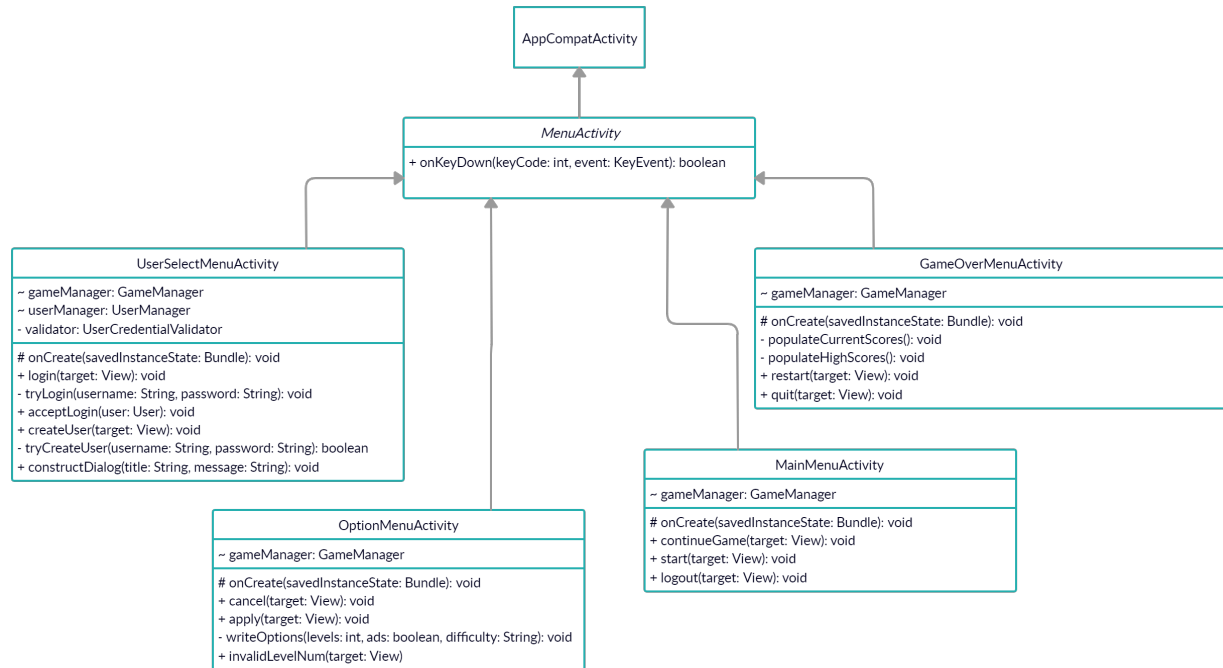 AppCompatActivity
MenuActivity
+ onKeyDown(keyCode: int, event: KeyEvent): boolean
UserSelectMenuActivity
~ gameManager: GameManager
~ userManager: UserManager
- validator: UserCredentialValidator
# onCreate(savedInstanceState: Bundle): void
+ login(target: View): void
- tryLogin(username: String, password: String): void
+ acceptLogin(user: User): void
+ createUser(target: View): void
- tryCreateUser(username: String, password: String): boolean
+ constructDialog(title: String, message: String): void
GameOverMenuActivity
~ gameManager: GameManager
# onCreate(savedInstanceState: Bundle): void
- populateCurrentScores(): void
- populateHighScores(): void
+ restart(target: View): void
+ quit(target: View): void
MainMenuActivity
~ gameManager: GameManager
# onCreate(savedInstanceState: Bundle): void
+ continueGame(target: View): void
+ start(target: View): void
+ logout(target: View): void
OptionMenuActivity
~ gameManager: GameManager
# onCreate(savedInstanceState: Bundle): void
+ cancel(target: View): void
+ apply(target: View): void
- writeOptions(levels: int, ads: boolean, difficulty: String): void
+ invalidLevelNum(target: View)